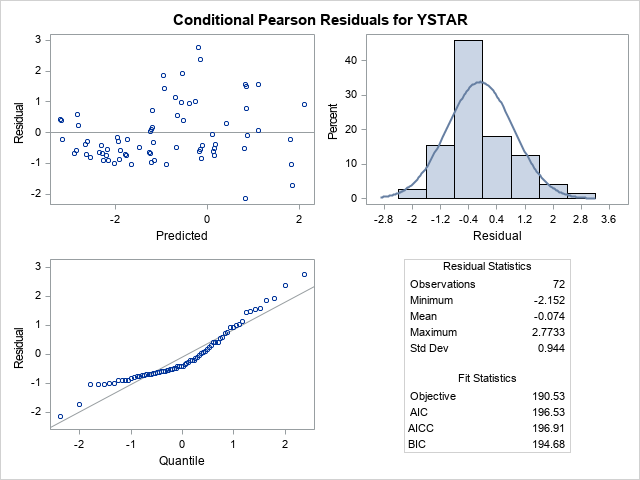 Conditional Pearson Residuals for YSTAR
Residual
3
2
1
0
-1
-2
-2 0 2
Predicted
Percent
40
30
20
10
0
-2.8 -2 -1.2 -0.4 0.4 1.2 2 2.8 3.6
Residual
Residual
3
2
1
0
-1
-2
-2 -1 0 1 2
Quantile
Residual Statistics
Observations 72
Minimum -2.152
Mean -0.074
Maximum 2.7733
Std Dev 0.944
Fit Statistics
Objective 190.53
AIC 196.53
AICC 196.91
BIC 194.68